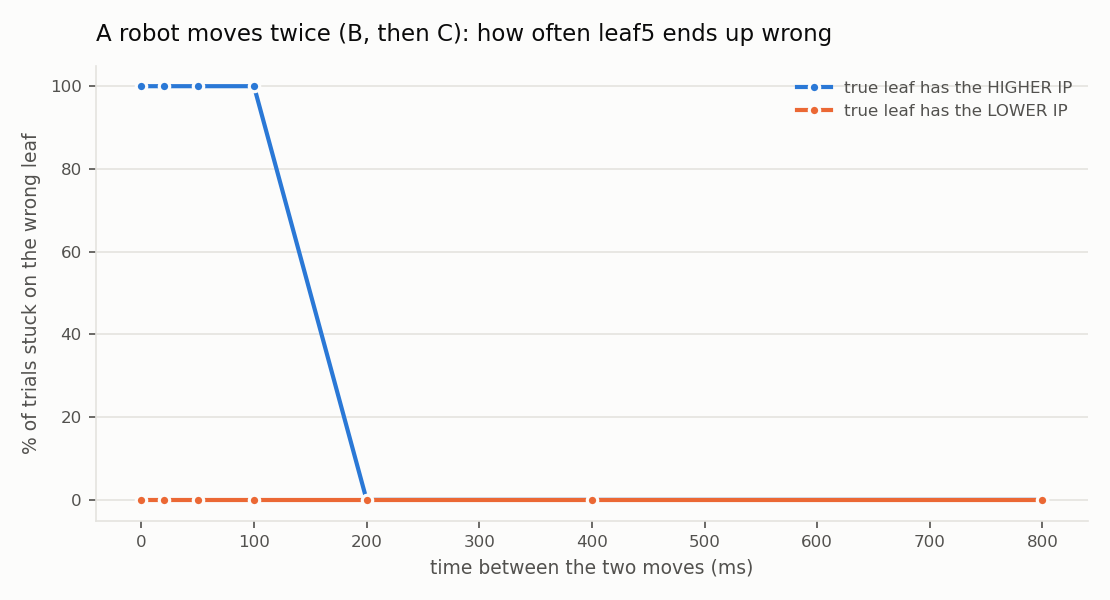 A robot moves twice (B, then C): how often leaf5 ends up wrong
true leaf has the HIGHER IP
true leaf has the LOWER IP
% of trials stuck on the wrong leaf
100
80
60
40
20
0
0 100 200 300 400 500 600 700 800
time between the two moves (ms)